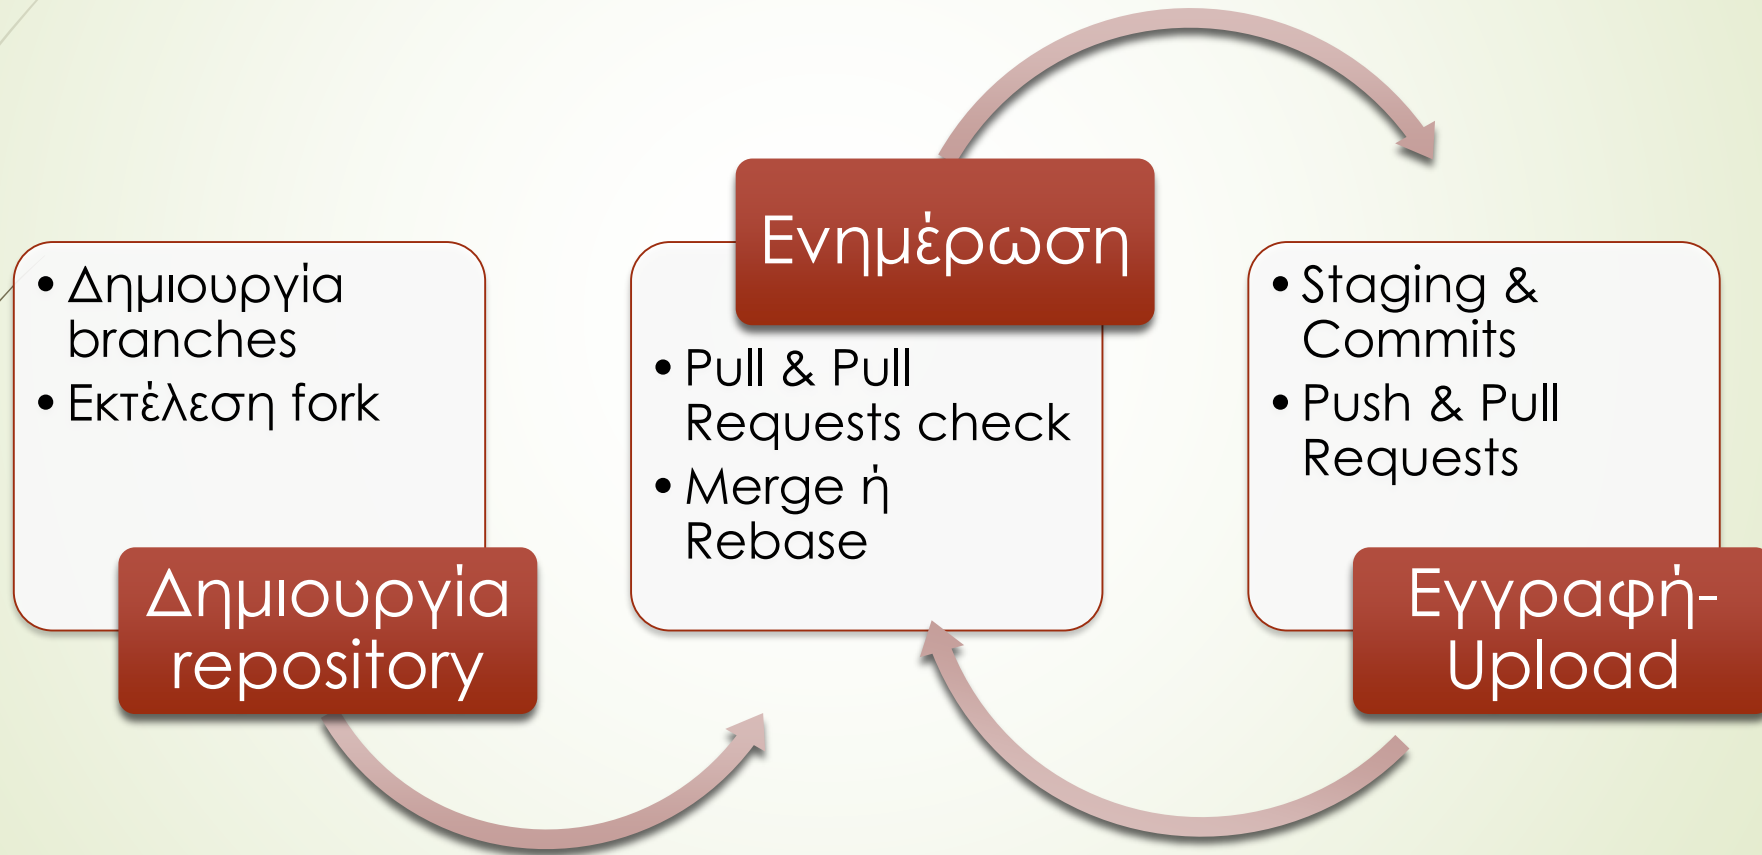 • Δημιουργία
branches
• Εκτέλεση fork
Δημιουργία
repository
Ενημέρωση
• Pull & Pull
Requests check
• Merge ή
Rebase
• Staging &
Commits
• Push & Pull
Requests
Εγγραφή-
Upload